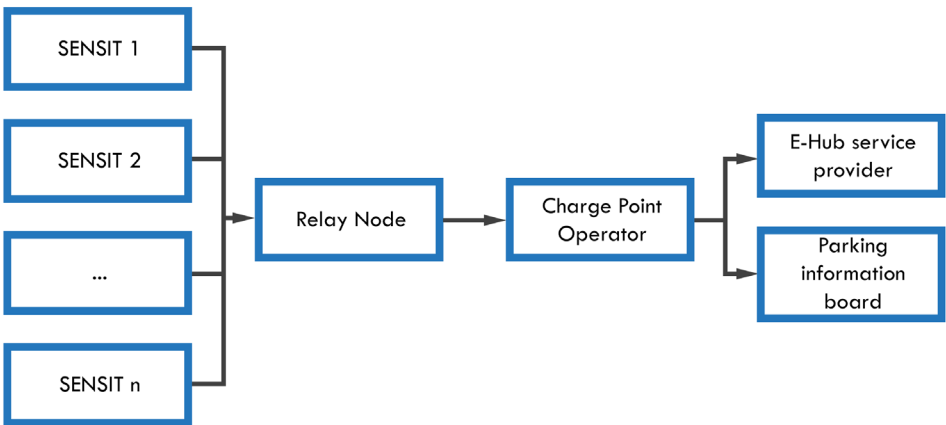 SENSIT 1
SENSIT 2
...
SENSIT n
Relay Node
Charge Point
Operator
E-Hub service
provider
Parking
information
board